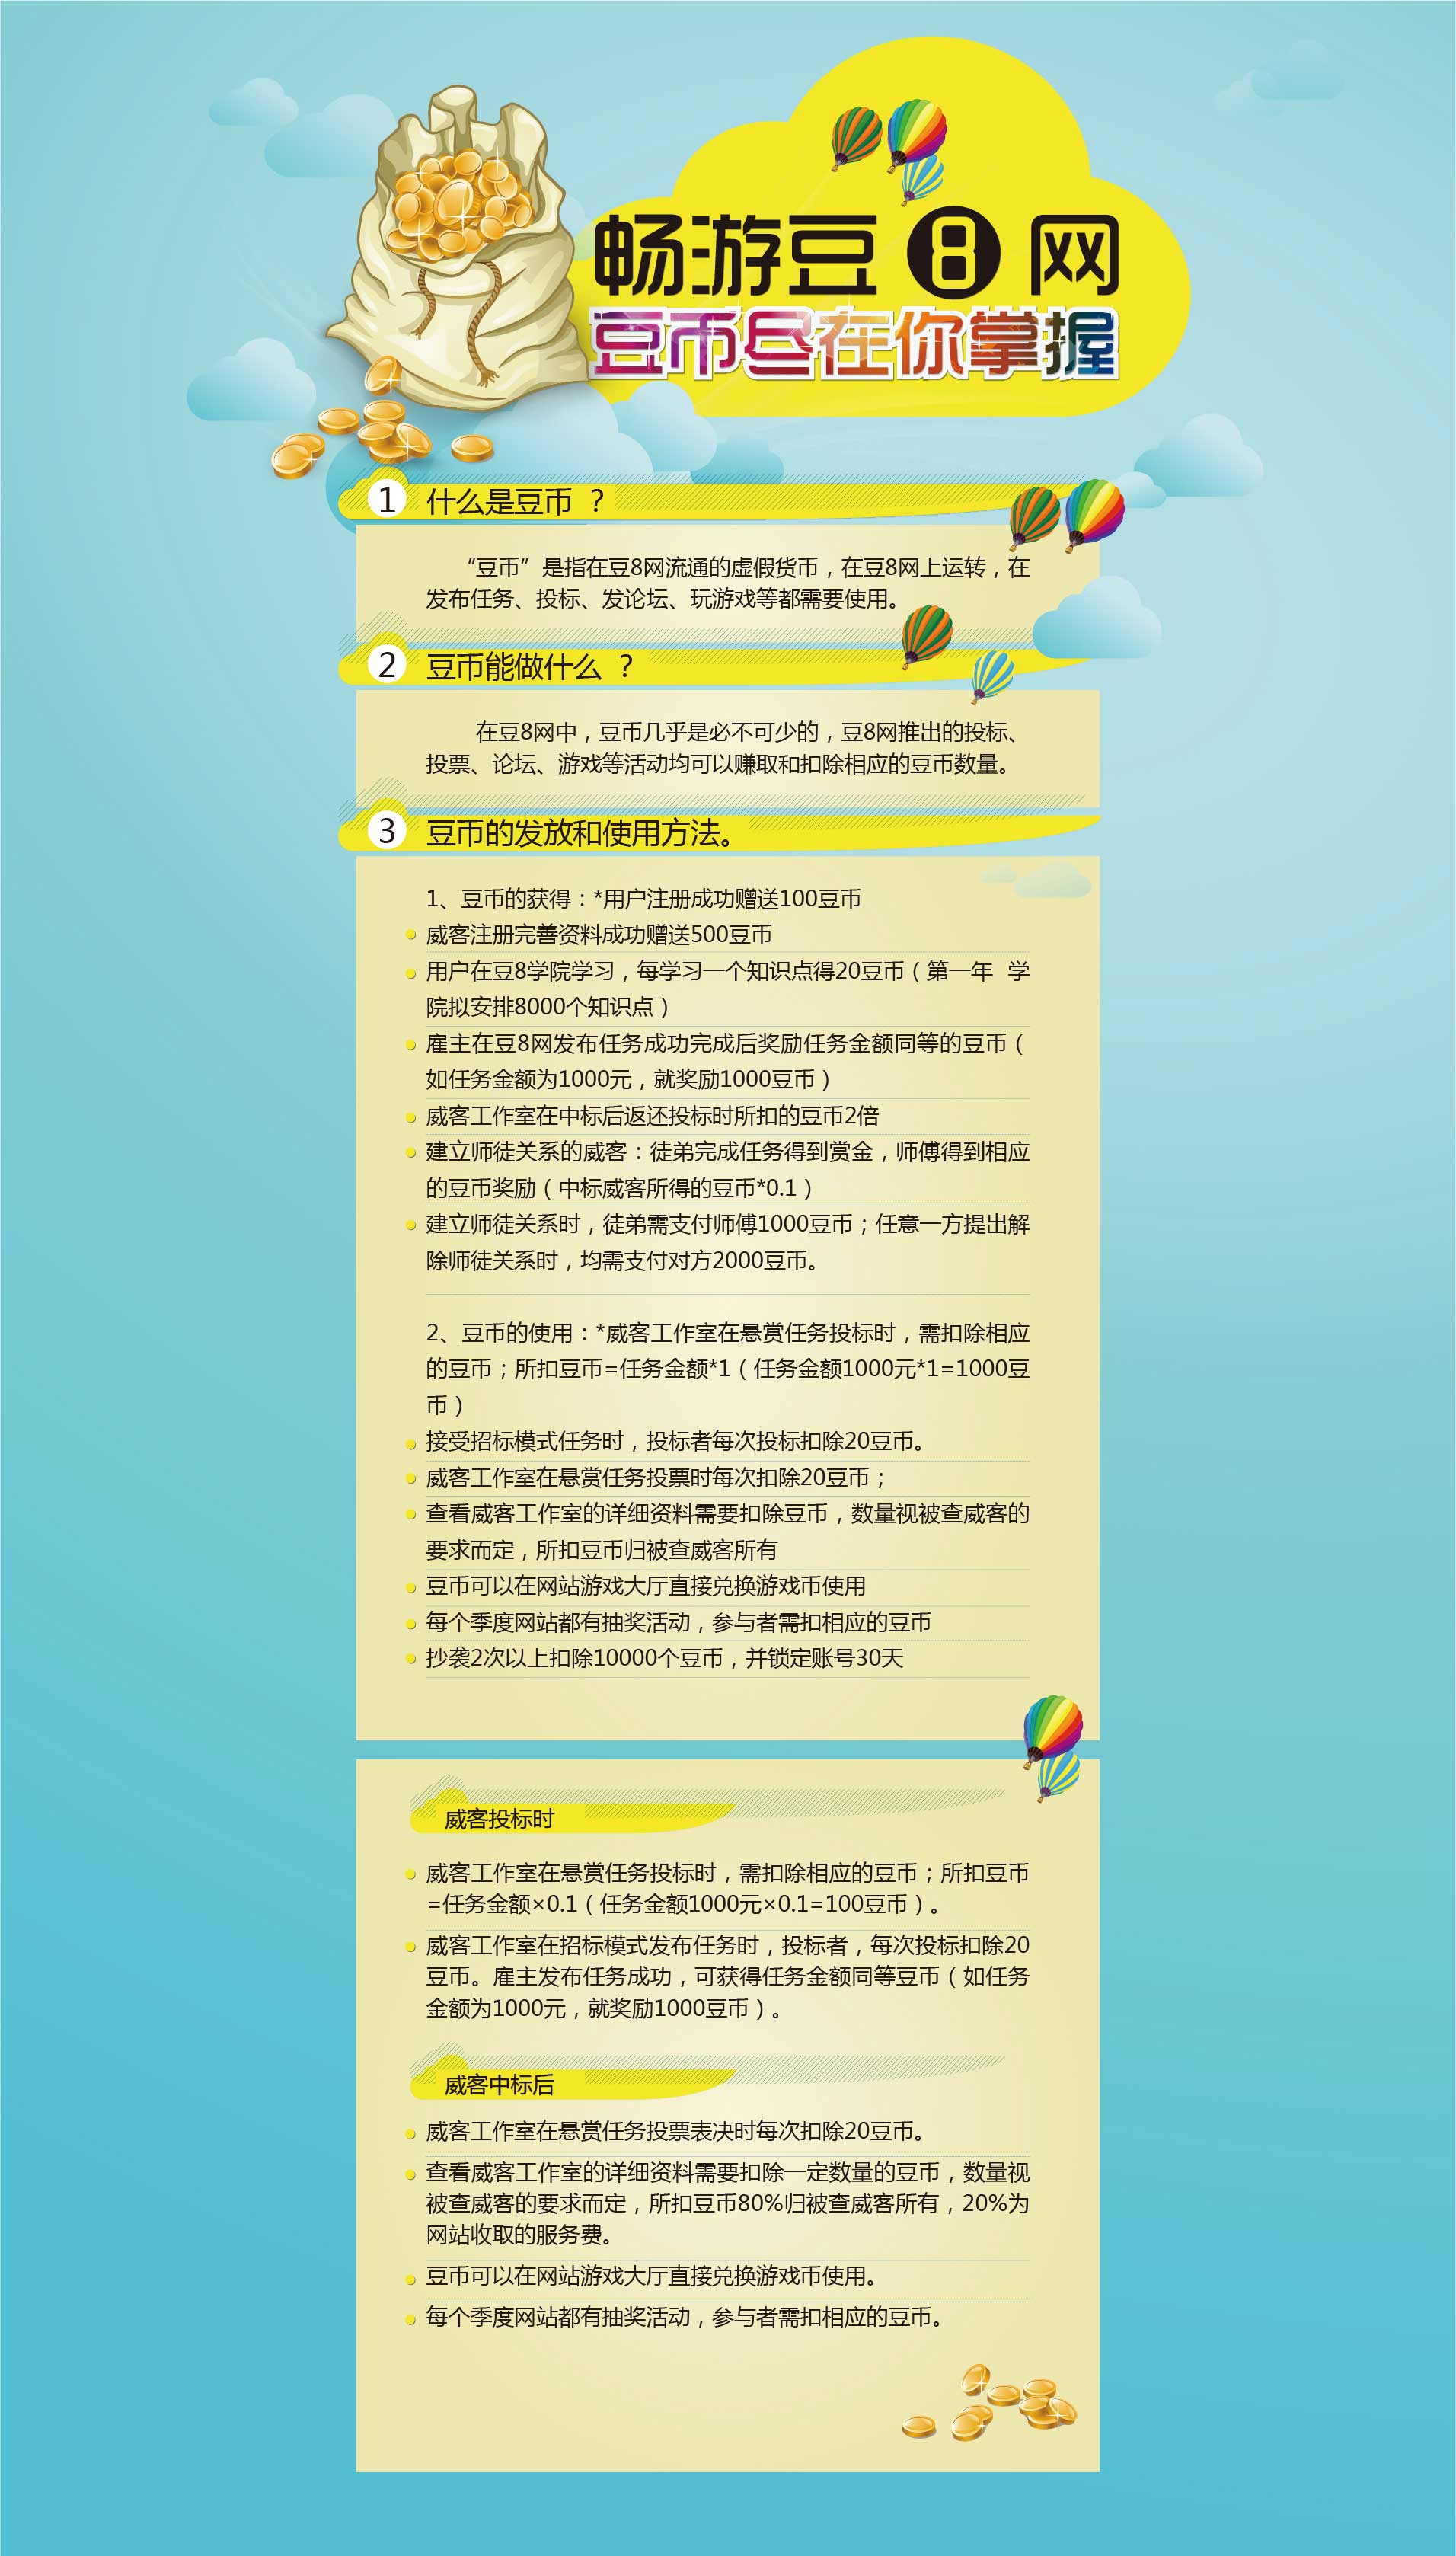 畅游豆8网
豆币尽在你掌握
1 什么是豆币 ？
“豆币”是指在豆8网流通的虚假货币，在豆8网上运转，在
发布任务、投标、发论坛、玩游戏等都需要使用。
2 豆币能做什么 ？
在豆8网中，豆币几乎是必不可少的，豆8网推出的投标、
投票、论坛、游戏等活动均可以赚取和扣除相应的豆币数量。
3 豆币的发放和使用方法。
1、豆币的获得：*用户注册成功赠送100豆币
威客注册完善资料成功赠送500豆币
用户在豆8学院学习，每学习一个知识点得20豆币（第一年 学
院拟安排8000个知识点）
雇主在豆8网发布任务成功完成后奖励任务金额同等的豆币（
如任务金额为1000元，就奖励1000豆币）
威客工作室在中标后返还投标时所扣的豆币2倍
建立师徒关系的威客：徒弟完成任务得到赏金，师傅得到相应
的豆币奖励（中标威客所得的豆币*0.1）
建立师徒关系时，徒弟需支付师傅1000豆币；任意一方提出解
除师徒关系时，均需支付对方2000豆币。
2、豆币的使用：*威客工作室在悬赏任务投标时，需扣除相应
的豆币；所扣豆币=任务金额*1（任务金额1000元*1=1000豆
币）
接受招标模式任务时，投标者每次投标扣除20豆币。
威客工作室在悬赏任务投票时每次扣除20豆币；
查看威客工作室的详细资料需要扣除豆币，数量视被查威客的
要求而定，所扣豆币归被查威客所有
豆币可以在网站游戏大厅直接兑换游戏币使用
每个季度网站都有抽奖活动，参与者需扣相应的豆币
抄袭2次以上扣除10000个豆币，并锁定账号30天
威客投标时
威客工作室在悬赏任务投标时，需扣除相应的豆币；所扣豆币
=任务金额×0.1（任务金额1000元×0.1=100豆币）。
威客工作室在招标模式发布任务时，投标者，每次投标扣除20
豆币。雇主发布任务成功，可获得任务金额同等豆币（如任务
金额为1000元，就奖励1000豆币）。
威客中标后
威客工作室在悬赏任务投票表决时每次扣除20豆币。
查看威客工作室的详细资料需要扣除一定数量的豆币，数量视
被查威客的要求而定，所扣豆币80%归被查威客所有，20%为
网站收取的服务费。
豆币可以在网站游戏大厅直接兑换游戏币使用。
每个季度网站都有抽奖活动，参与者需扣相应的豆币。